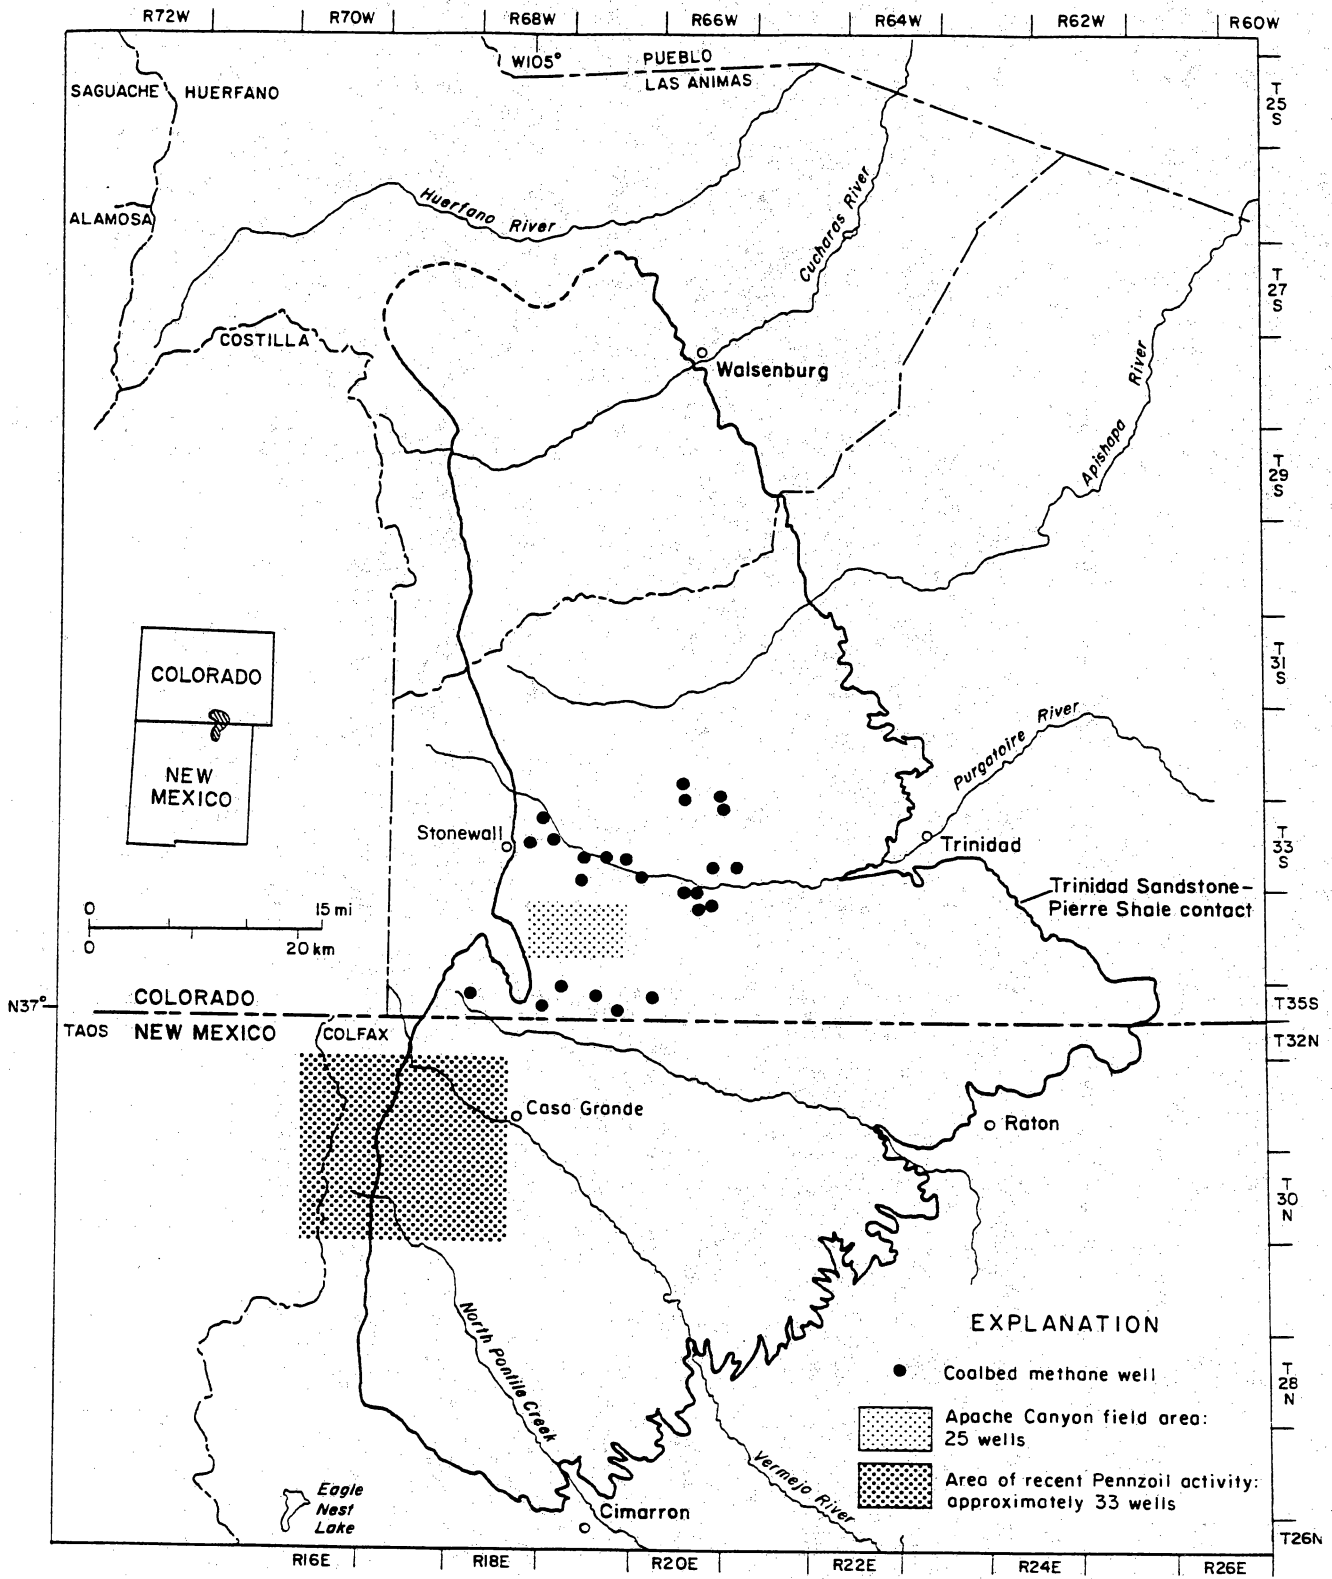 R72W R70W R68W R66W R64W R62W R60W
W105°
PUEBLO
LAS ANIMAS
SAGUACHE HUERFANO
ALAMOSA
T
25
S
Huerfano River
Cucharas River
COSTILLA
T
27
S
Walsenburg
Apishapa River
T
29
S
COLORADO
NEW
MEXICO
T
31
S
Purgatoire River
Stonewall
Trinidad
T
33
S
Trinidad Sandstone-
Pierre Shale contact
0 15 mi
0 20 km
N37°
COLORADO
TAOS NEW MEXICO COLFAX
T35S
T32N
Casa Grande
Raton
T
30
N
North Pontile Creek
Vermejo River
EXPLANATION
Coalbed methane well
Apache Canyon field area:
25 wells
Area of recent Pennzoil activity:
approximately 33 wells
T
28
N
Eagle
Nest
Lake
Cimarron
T26N
R16E R18E R20E R22E R24E R26E